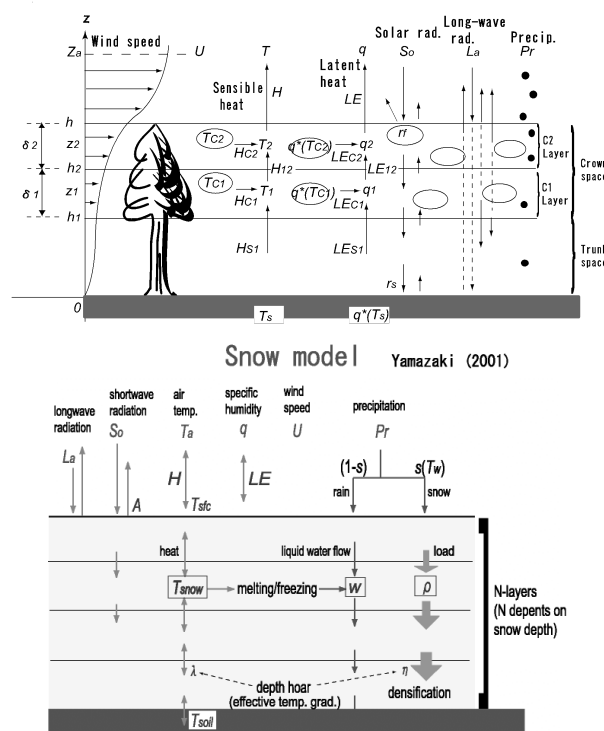 z
Solar rad.
Long-wave rad.
Precip.
Za
Wind speed
U
T
q
So
La
Pr
Sensible heat
H
Latent heat
LE
h
δ2
z2
TC2
T2
HC2
q*(TC2)
q2
LEC2
rf
C2 Layer
h2
H12
LE12
Crown space
δ1
z1
TC1
T1
HC1
q*(TC1)
q1
LEC1
C1 Layer
h1
HS1
LES1
Trunk space
rs
0
Ts
q*(Ts)
Snow model Yamazaki (2001)
longwave radiation
shortwave radiation
air temp.
specific humidity
wind speed
precipitation
La
So
Ta
q
U
Pr
(1-s)
s(Tw)
H
LE
rain
snow
A
Tsfc
heat
liquid water flow
load
Tsnow
melting/freezing
w
ρ
N-layers
(N depents on
snow depth)
λ
η
depth hoar
(effective temp. grad.)
densification
Tsoil